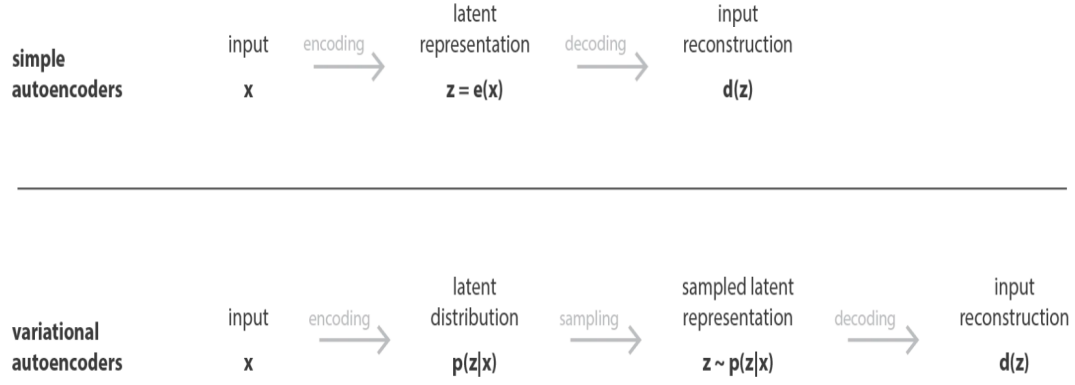 simple
autoencoders
input
x
encoding
latent
representation
z = e(x)
decoding
input
reconstruction
d(z)
variational
autoencoders
input
x
encoding
latent
distribution
p(z|x)
sampling
sampled latent
representation
z ~ p(z|x)
decoding
input
reconstruction
d(z)